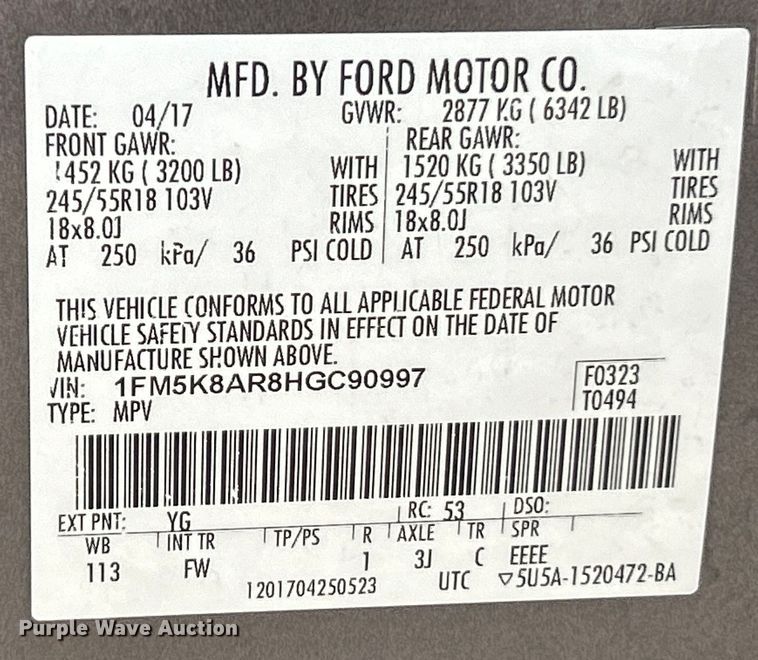 MFD. BY FORD MOTOR CO.
DATE: 04/17 GVWR: 2877 KG ( 6342 LB)
FRONT GAWR: REAR GAWR:
1452 KG ( 3200 LB) WITH 1520 KG ( 3350 LB) WITH
245/55R18 103V TIRES 245/55R18 103V TIRES
18x8.0J RIMS 18x8.0J RIMS
AT 250 kPa/ 36 PSI COLD AT 250 kPa/ 36 PSI COLD
THIS VEHICLE CONFORMS TO ALL APPLICABLE FEDERAL MOTOR
VEHICLE SAFETY STANDARDS IN EFFECT ON THE DATE OF
MANUFACTURE SHOWN ABOVE.
VIN: 1FM5K8AR8HGC90997 F0323
TYPE: MPV T0494
EXT PNT: YG RC: 53 DSO:
WB INT TR TP/PS R AXLE TR SPR
113 FW 1 3J C EEEE
1201704250523 UTC ▽5U5A-1520472-BA
Purple Wave Auction